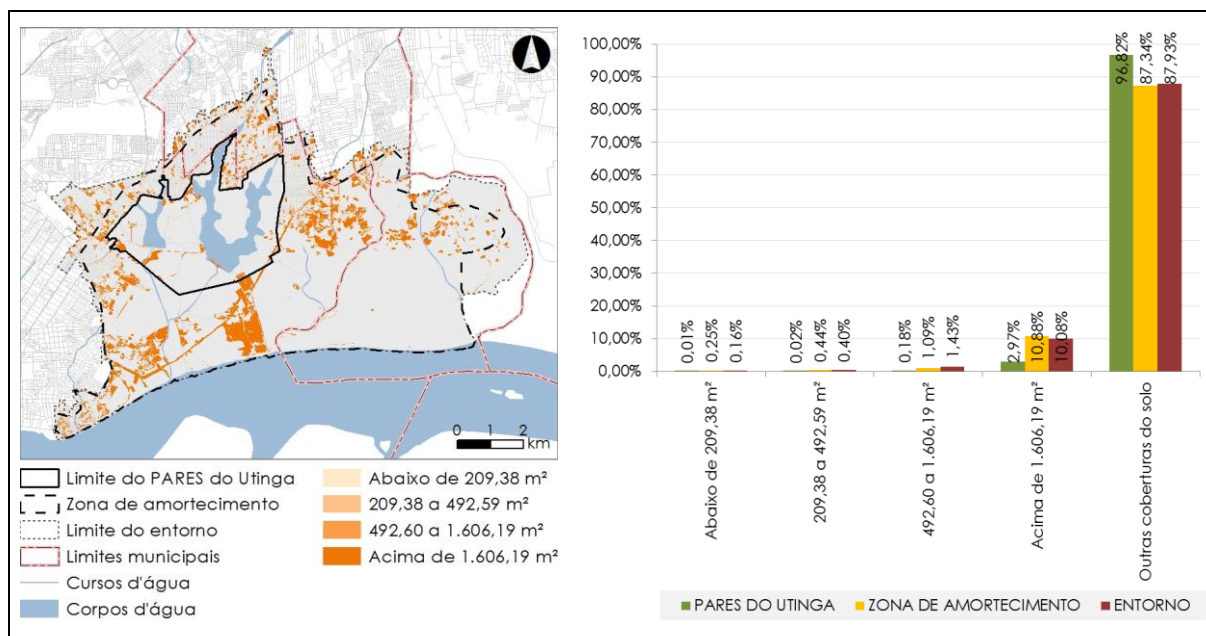 0 1 2
km
Limite do PARES do Utinga
Zona de amortecimento
Limite do entorno
Limites municipais
Cursos d'água
Corpos d'água
Abaixo de 209,38 m²
209,38 a 492,59 m²
492,60 a 1.606,19 m²
Acima de 1.606,19 m²
100,00%
90,00%
80,00%
70,00%
60,00%
50,00%
40,00%
30,00%
20,00%
10,00%
0,00%
0,01%
0,25%
0,16%
0,02%
0,44%
0,40%
0,18%
1,09%
1,43%
2,97%
10,88%
10,08%
96,82%
87,34%
87,93%
Abaixo de 209,38 m²
209,38 a 492,59 m²
492,60 a 1.606,19 m²
Acima de 1.606,19 m²
Outras coberturas do solo
PARES DO UTINGA
ZONA DE AMORTECIMENTO
ENTORNO